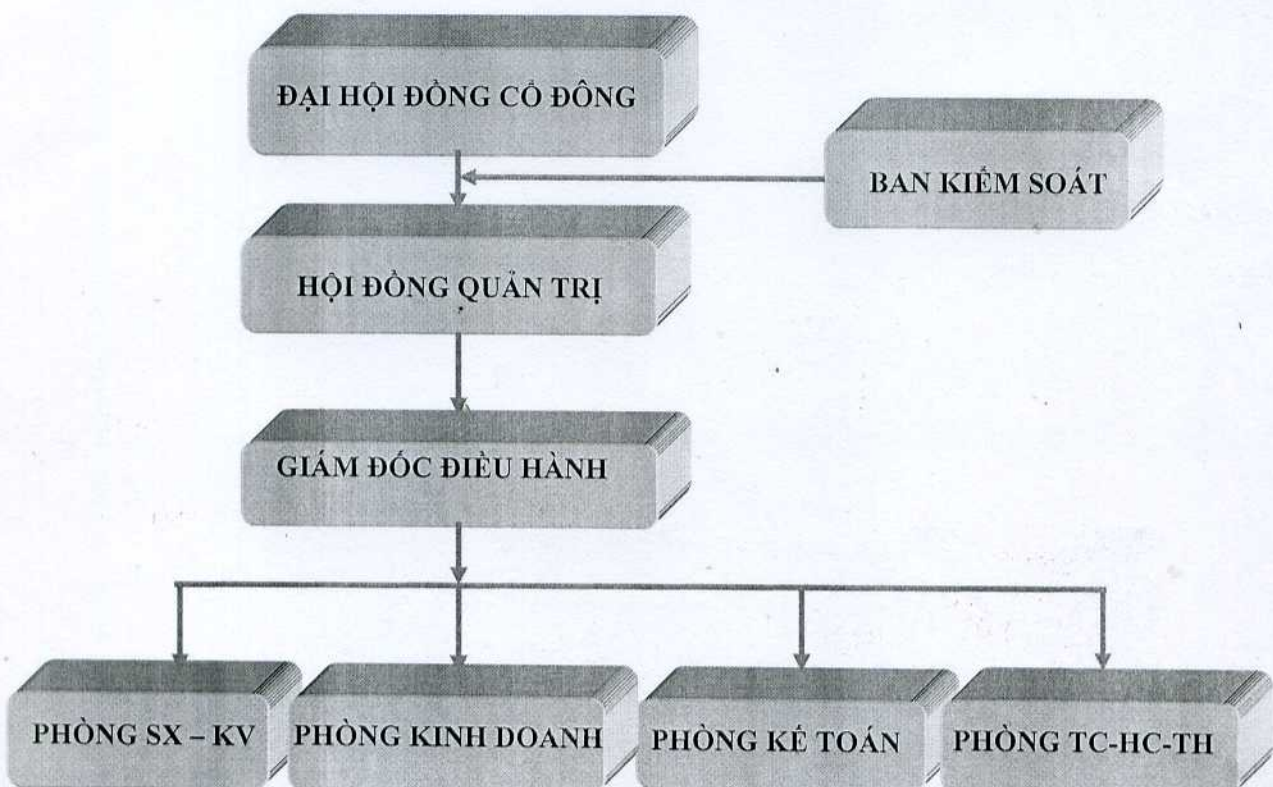 ĐẠI HỘI ĐỒNG CỔ ĐÔNG
BAN KIỂM SOÁT
HỘI ĐỒNG QUẢN TRỊ
GIÁM ĐỐC ĐIỀU HÀNH
PHÒNG SX – KV
PHÒNG KINH DOANH
PHÒNG KẾ TOÁN
PHÒNG TC-HC-TH